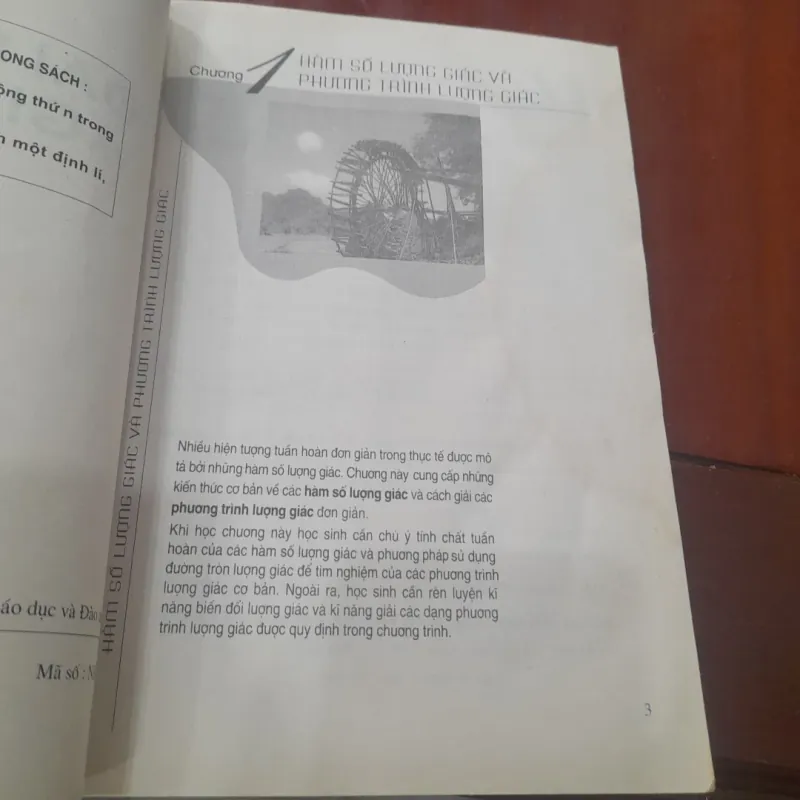 ONG SÁCH :
ộng thứ n trong
n một định lí,
áo dục và Đào
Mã số : N
HÀM SỐ LƯỢNG GIÁC VÀ PHƯƠNG TRÌNH LƯỢNG GIÁC
Chương 1 HÀM SỐ LƯỢNG GIÁC VÀ
PHƯƠNG TRÌNH LƯỢNG GIÁC
Nhiều hiện tượng tuần hoàn đơn giản trong thực tế được mô
tả bởi những hàm số lượng giác. Chương này cung cấp những
kiến thức cơ bản về các hàm số lượng giác và cách giải các
phương trình lượng giác đơn giản.
Khi học chương này học sinh cần chú ý tính chất tuần
hoàn của các hàm số lượng giác và phương pháp sử dụng
đường tròn lượng giác để tìm nghiệm của các phương trình
lượng giác cơ bản. Ngoài ra, học sinh cần rèn luyện kĩ
năng biến đổi lượng giác và kĩ năng giải các dạng phương
trình lượng giác được quy định trong chương trình.
3